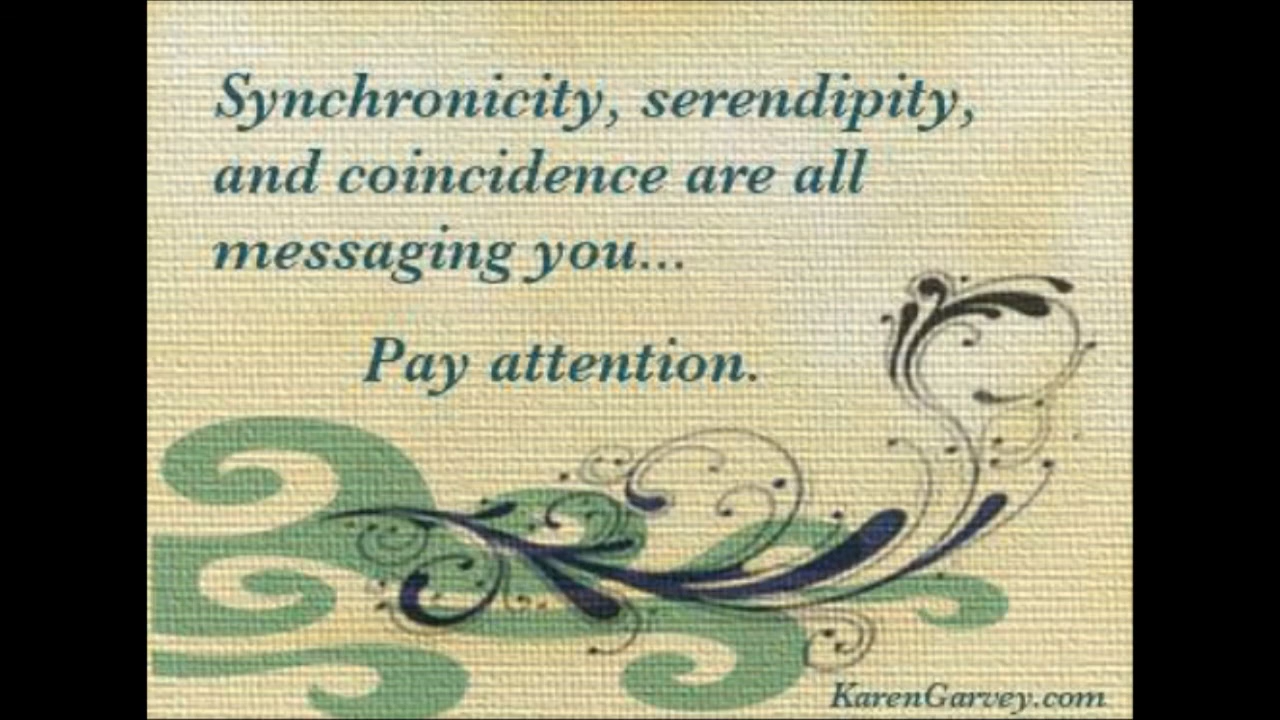 Synchronicity, serendipity,
and coincidence are all
messaging you...
Pay attention.
KarenGarvey.com